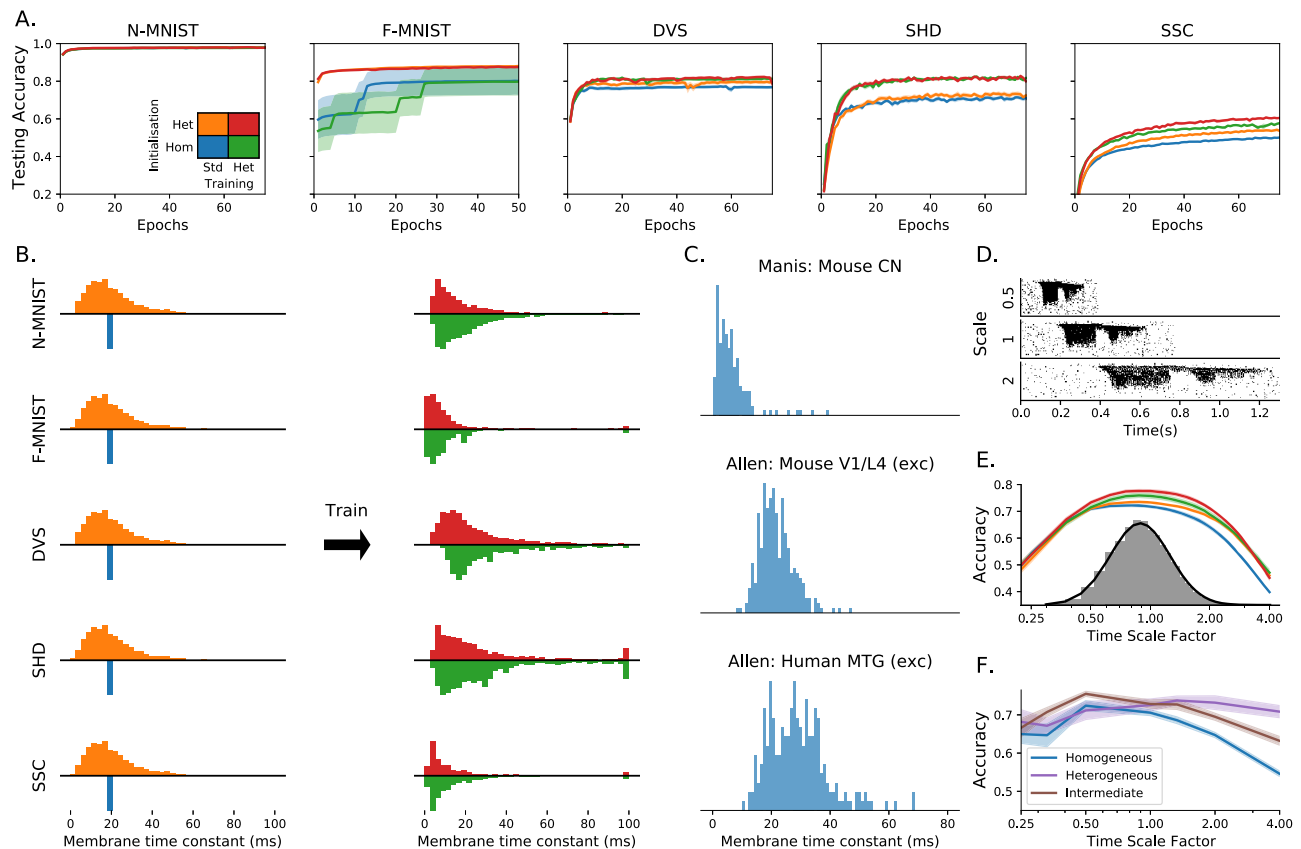 A.
N-MNIST
F-MNIST
DVS
SHD
SSC
Testing Accuracy
1.0
0.8
0.6
0.4
0.2
Initialisation
Het
Hom
Std Het
Training
0 20 40 60
Epochs
0 10 20 30 40 50
Epochs
0 20 40 60
Epochs
0 20 40 60
Epochs
0 20 40 60
Epochs
B.
N-MNIST
F-MNIST
DVS
SHD
SSC
Train
0 20 40 60 80 100
Membrane time constant (ms)
0 20 40 60 80 100
Membrane time constant (ms)
C.
Manis: Mouse CN
Allen: Mouse V1/L4 (exc)
Allen: Human MTG (exc)
0 20 40 60 80
Membrane time constant (ms)
D.
Scale
0.5
1
2
0.0 0.2 0.4 0.6 0.8 1.0 1.2
Time(s)
E.
Accuracy
0.8
0.7
0.6
0.5
0.4
0.25 0.50 1.00 2.00 4.00
Time Scale Factor
F.
Accuracy
0.7
0.6
0.5
Homogeneous
Heterogeneous
Intermediate
0.25 0.50 1.00 2.00 4.00
Time Scale Factor